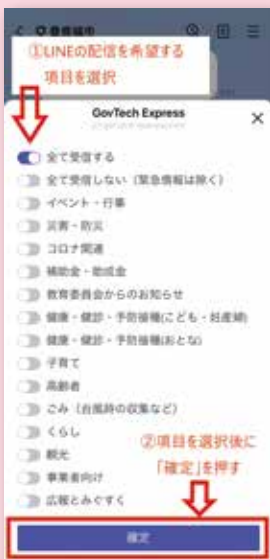 ①LINEの配信を希望する
項目を選択
GovTech Express
全て受信する
全て受信しない（緊急情報は除く）
イベント・行事
災害・防災
コロナ関連
補助金・助成金
教育委員会からのお知らせ
健康・健診・予防接種(こども・妊産婦)
健康・健診・予防接種(おとな)
子育て
高齢者
ごみ（台風時の収集など）
くらし
観光
事業者向け
広報とみぐすく
②項目を選択後に
「確定」を押す
確定